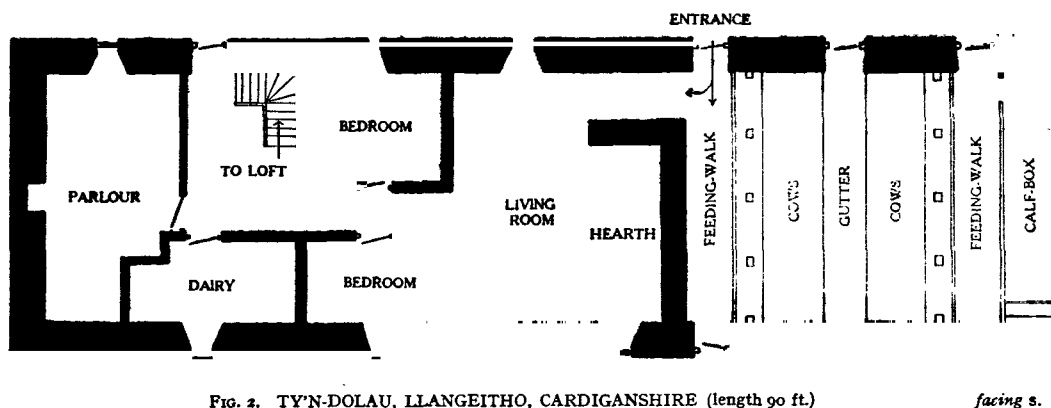 ENTRANCE
BEDROOM
TO LOFT
PARLOUR
LIVING
ROOM
HEARTH
DAIRY
BEDROOM
FEEDING-WALK
COWS
GUTTER
COWS
FEEDING-WALK
CALF-BOX
FIG. 2. TY'N-DOLAU, LLANGEITHO, CARDIGANSHIRE (length 90 ft.)
facing s.